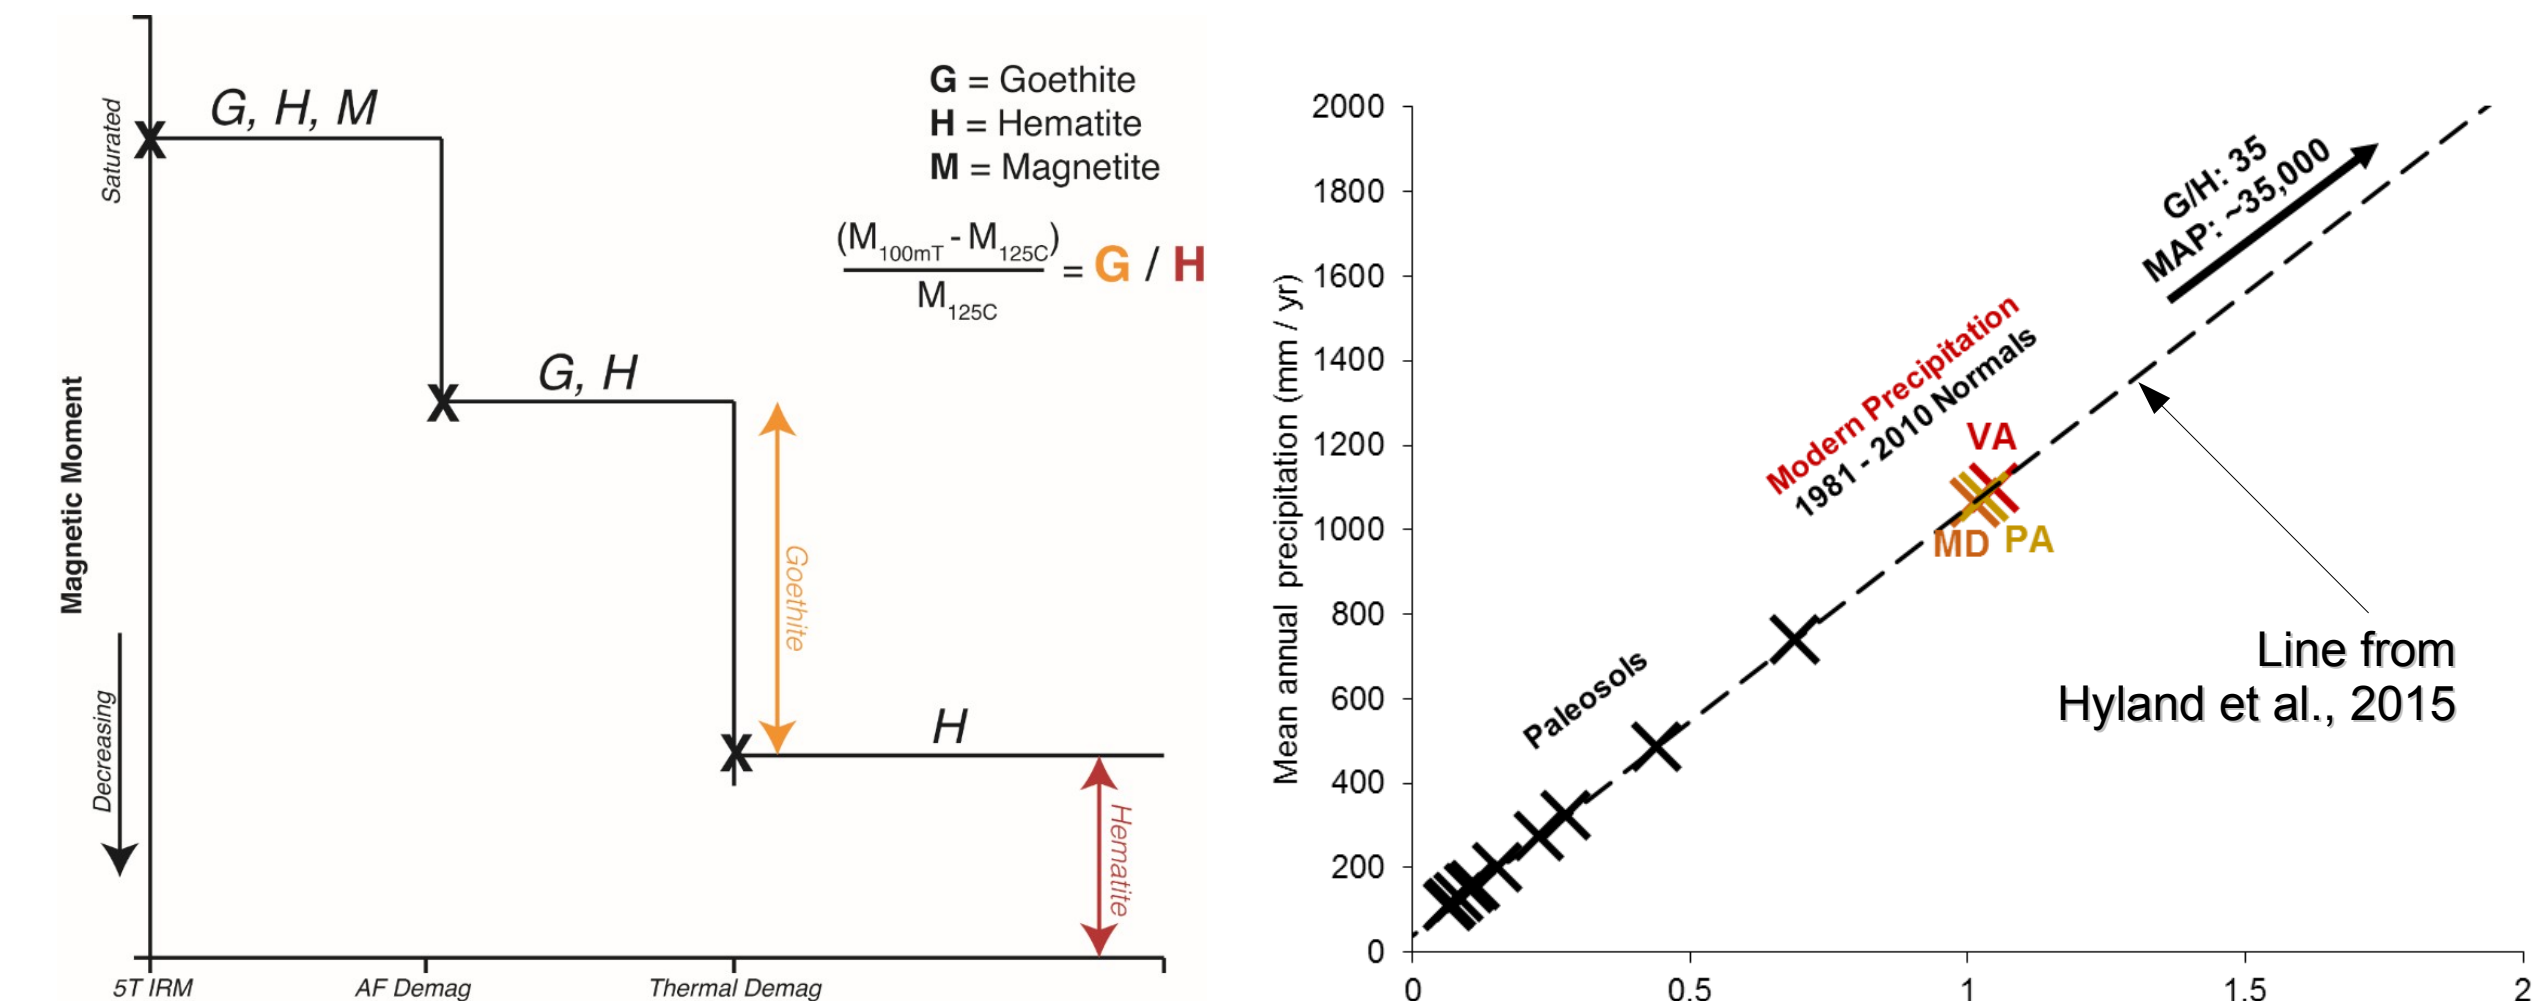 G, H, M
G = Goethite
H = Hematite
M = Magnetite
(M100mT - M125C)
M125C
= G / H
Saturated
G, H
Magnetic Moment
Goethite
H
Decreasing
Hematite
5T IRM
AF Demag
Thermal Demag
Mean annual precipitation (mm / yr)
2000
1800
1600
1400
1200
1000
800
600
400
200
0
0
0.5
1
1.5
2
G/H: 35
MAP: ~35,000
Modern Precipitation
1981 - 2010 Normals
VA
MD
PA
Paleosols
Line from
Hyland et al., 2015
X
X
X